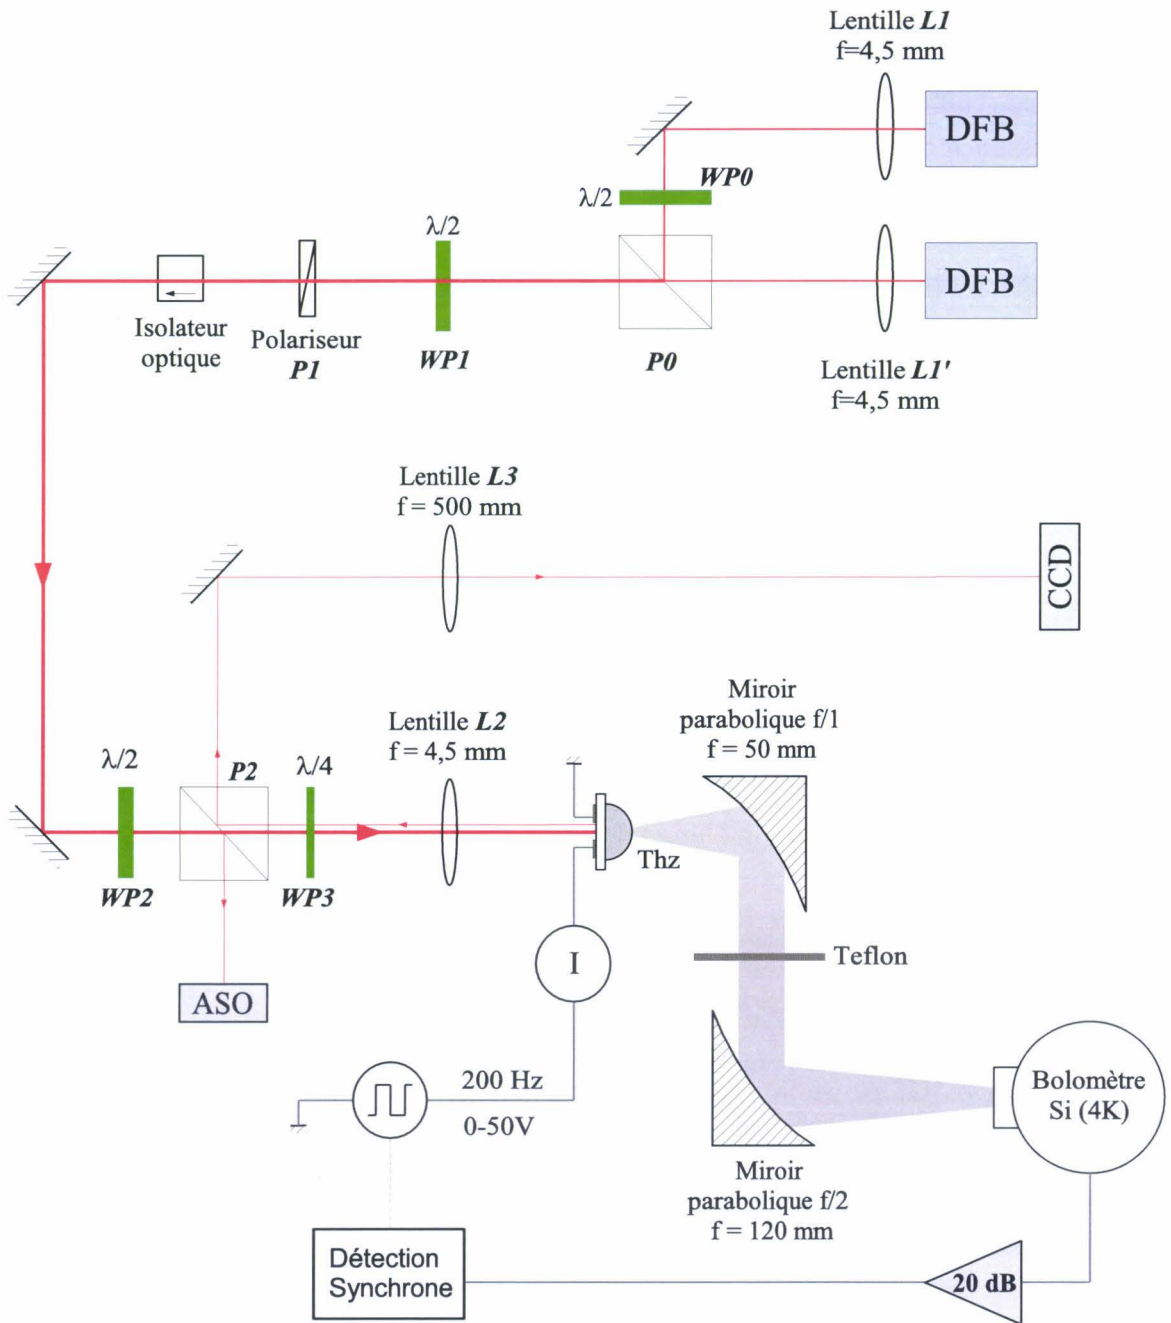 Lentille L1
f=4,5 mm
DFB
WP0
λ/2
λ/2
DFB
Isolateur
optique
Polariseur
P1
WP1
P0
Lentille L1'
f=4,5 mm
Lentille L3
f = 500 mm
CCD
Miroir
parabolique f/1
f = 50 mm
Lentille L2
f = 4,5 mm
λ/2
P2
λ/4
Thz
WP2
WP3
I
Teflon
ASO
200 Hz
0-50V
Bolomètre
Si (4K)
Miroir
parabolique f/2
f = 120 mm
Détection
Synchrone
20 dB